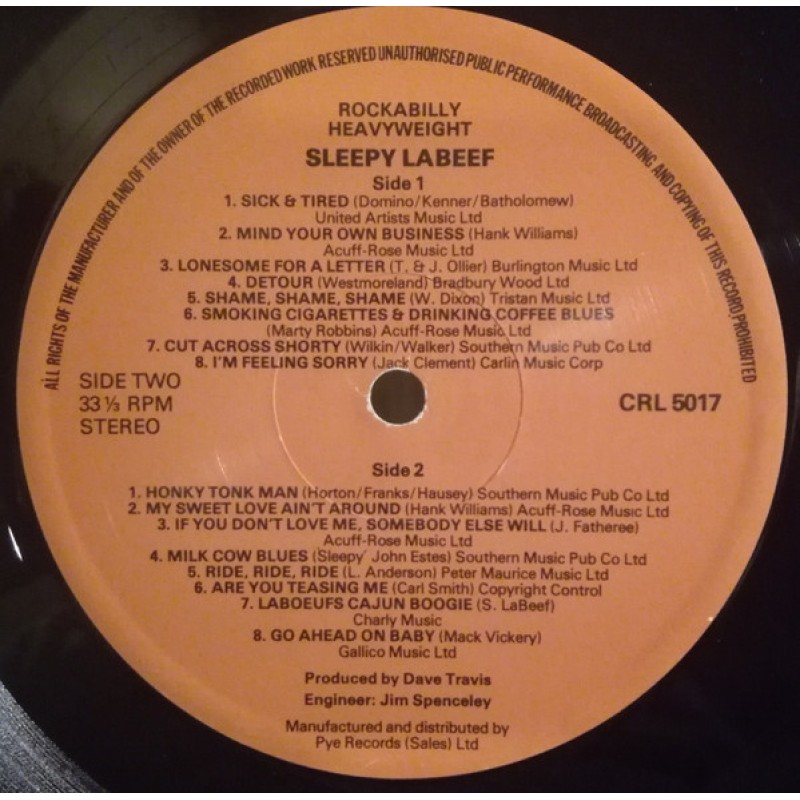 ALL RIGHTS OF THE MANUFACTURER AND OF THE OWNER OF THE RECORDED WORK RESERVED UNAUTHORISED PUBLIC PERFORMANCE BROADCASTING AND COPYING OF THIS RECORD PROHIBITED
ROCKABILLY
HEAVYWEIGHT
SLEEPY LABEEF
Side 1
1. SICK & TIRED (Domino/Kenner/Batholomew)
United Artists Music Ltd
2. MIND YOUR OWN BUSINESS (Hank Williams)
Acuff-Rose Music Ltd
3. LONESOME FOR A LETTER (T. & J. Ollier) Burlington Music Ltd
4. DETOUR (Westmoreland) Bradbury Wood Ltd
5. SHAME, SHAME, SHAME (W. Dixon) Tristan Music Ltd
6. SMOKING CIGARETTES & DRINKING COFFEE BLUES
(Marty Robbins) Acuff-Rose Music Ltd
7. CUT ACROSS SHORTY (Wilkin/Walker) Southern Music Pub Co Ltd
8. I'M FEELING SORRY (Jack Clement) Carlin Music Corp
SIDE TWO
33 ⅓ RPM
STEREO
CRL 5017
Side 2
1. HONKY TONK MAN (Horton/Franks/Hausey) Southern Music Pub Co Ltd
2. MY SWEET LOVE AIN'T AROUND (Hank Williams) Acuff-Rose Music Ltd
3. IF YOU DON'T LOVE ME, SOMEBODY ELSE WILL (J. Fatheree)
Acuff-Rose Music Ltd
4. MILK COW BLUES (Sleepy' John Estes) Southern Music Pub Co Ltd
5. RIDE, RIDE, RIDE (L. Anderson) Peter Maurice Music Ltd
6. ARE YOU TEASING ME (Carl Smith) Copyright Control
7. LABOEUFS CAJUN BOOGIE (S. LaBeef)
Charly Music
8. GO AHEAD ON BABY (Mack Vickery)
Gallico Music Ltd
Produced by Dave Travis
Engineer: Jim Spenceley
Manufactured and distributed by
Pye Records (Sales) Ltd